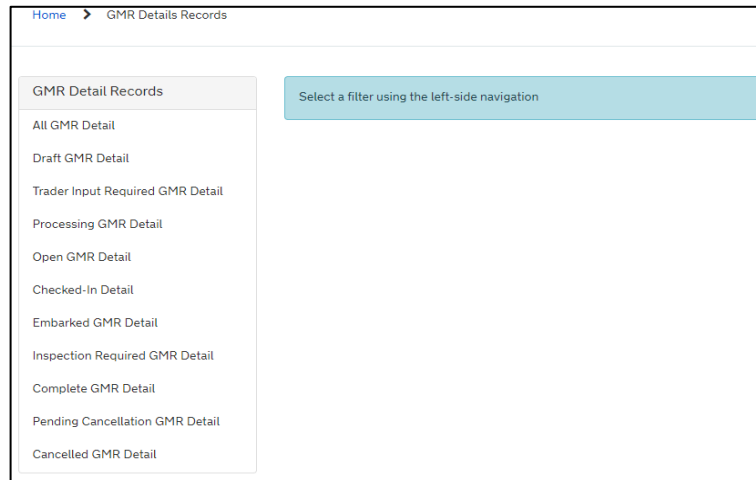 Home > GMR Details Records
GMR Detail Records
Select a filter using the left-side navigation
All GMR Detail
Draft GMR Detail
Trader Input Required GMR Detail
Processing GMR Detail
Open GMR Detail
Checked-In Detail
Embarked GMR Detail
Inspection Required GMR Detail
Complete GMR Detail
Pending Cancellation GMR Detail
Cancelled GMR Detail